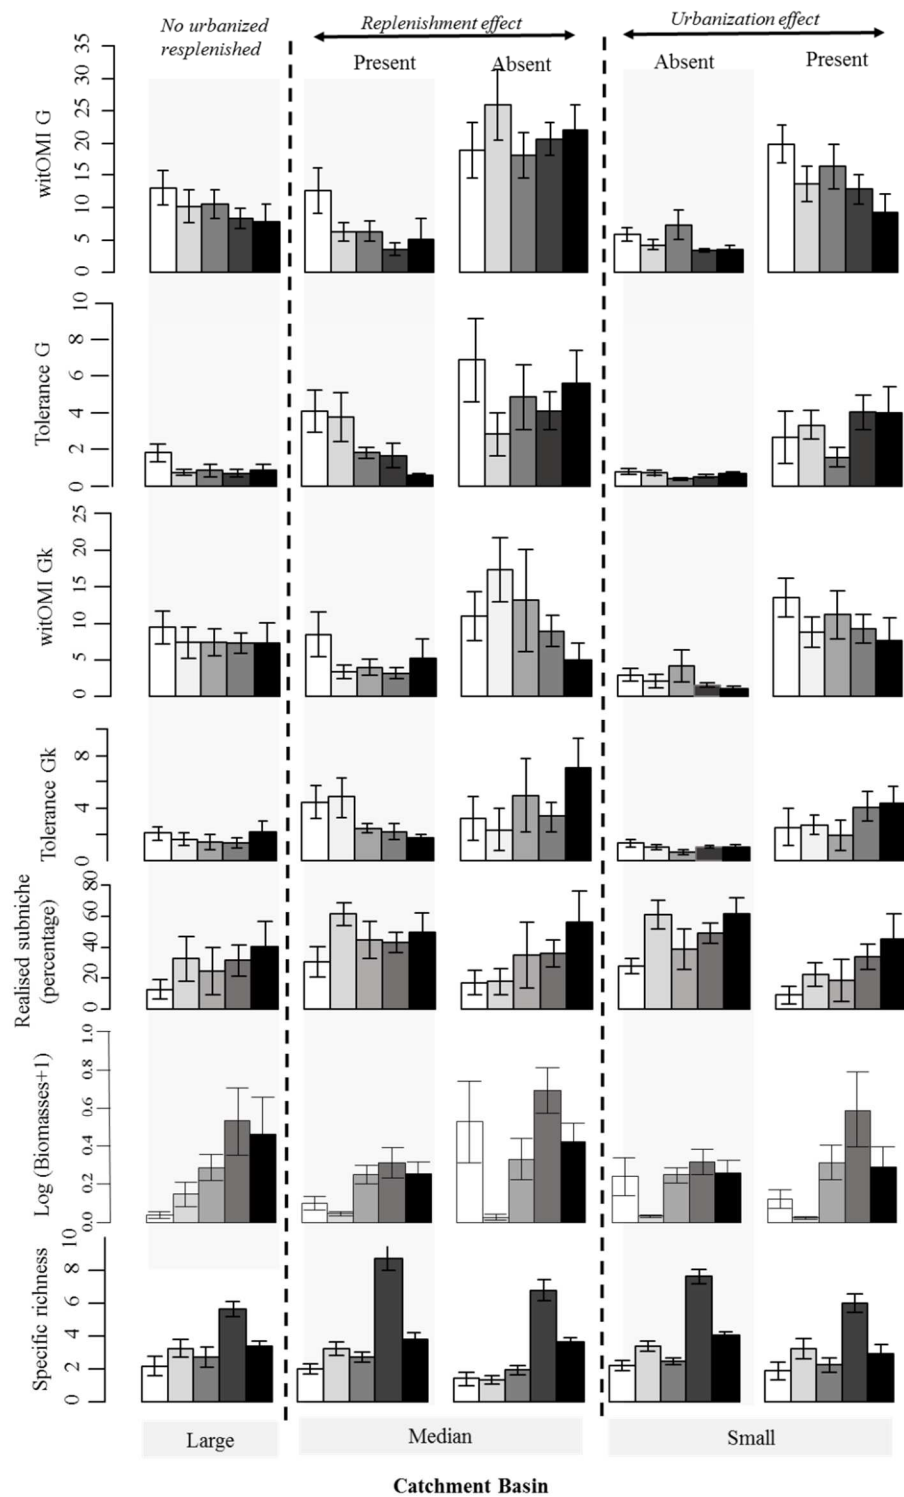 No urbanized
resplenished
Replenishment effect
Urbanization effect
Present
Absent
Absent
Present
witOMI G
0 5 10 15 20 25 30 35
Tolerance G
0 2 4 6 8 10
witOMI Gk
0 5 10 15 20 25
Tolerance Gk
0 4 8
Realised subniche
(percentage)
0 20 40 60 80
Log (Biomasses+1)
0.0 0.2 0.4 0.6 0.8 1.0
Specific richness
0 2 4 6 8 10
Large
Median
Small
Catchment Basin